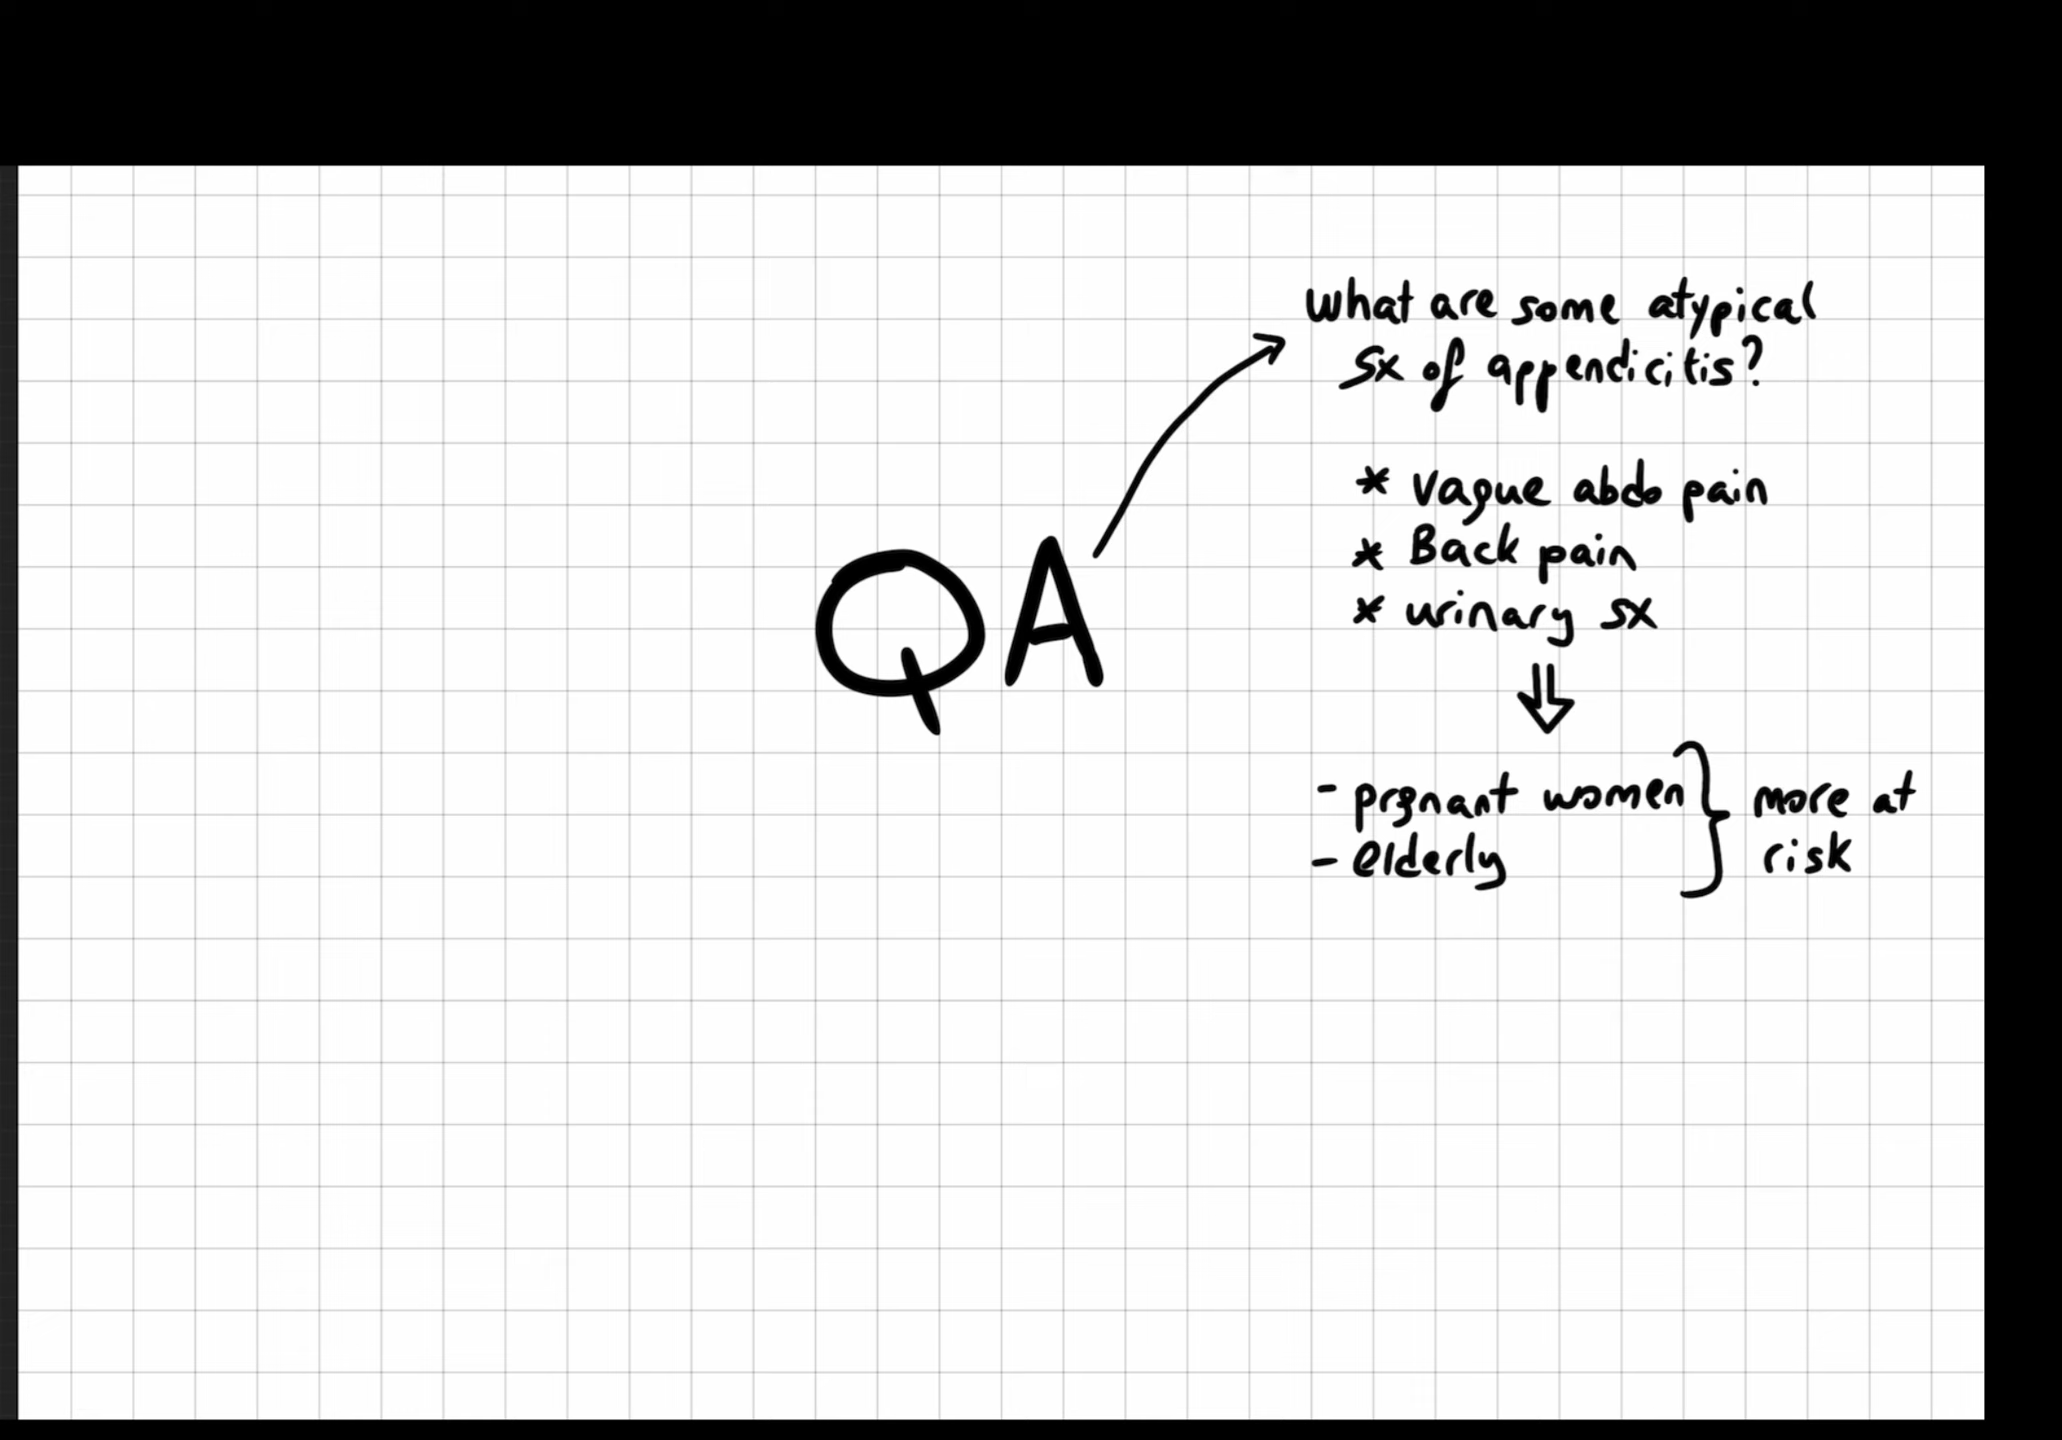 QA
What are some atypical
sx of appendicitis?
* Vague abdo pain
* Back pain
* urinary sx
- pregnant women
- elderly
more at
risk